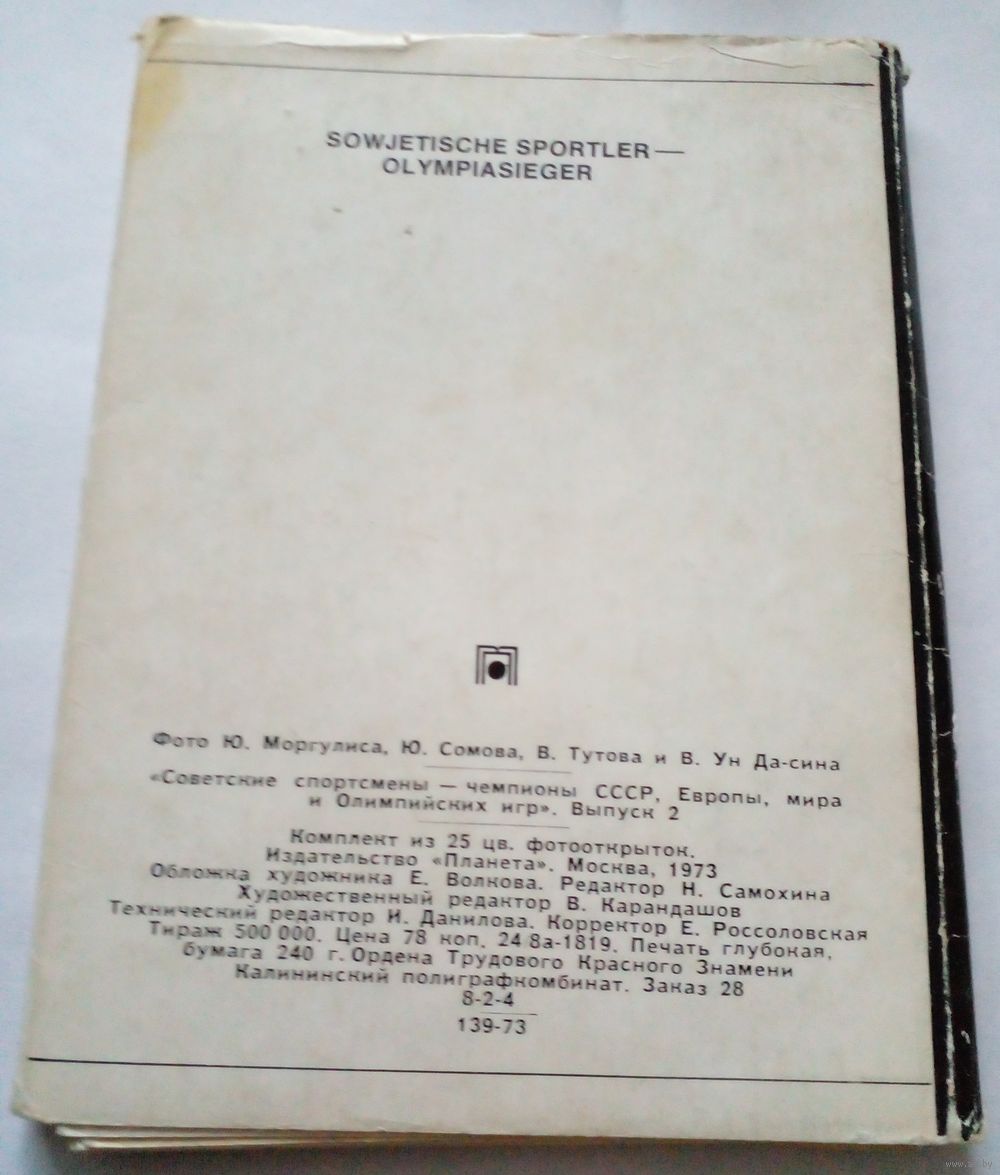 SOWJETISCHE SPORTLER —
OLYMPIASIEGER
Фото Ю. Моргулиса, Ю. Сомова, В. Тутова и В. Ун Да-сина
«Советские спортсмены — чемпионы СССР, Европы, мира
и Олимпийских игр». Выпуск 2
Комплект из 25 цв. фотооткрыток.
Издательство «Планета». Москва, 1973
Обложка художника Е. Волкова. Редактор Н. Самохина
Художественный редактор В. Карандашов
Технический редактор И. Данилова. Корректор Е. Россоловская
Тираж 500 000. Цена 78 коп. 24 8а-1819. Печать глубокая,
бумага 240 г. Ордена Трудового Красного Знамени
Калининский полиграфкомбинат. Заказ 28
8-2-4
139-73